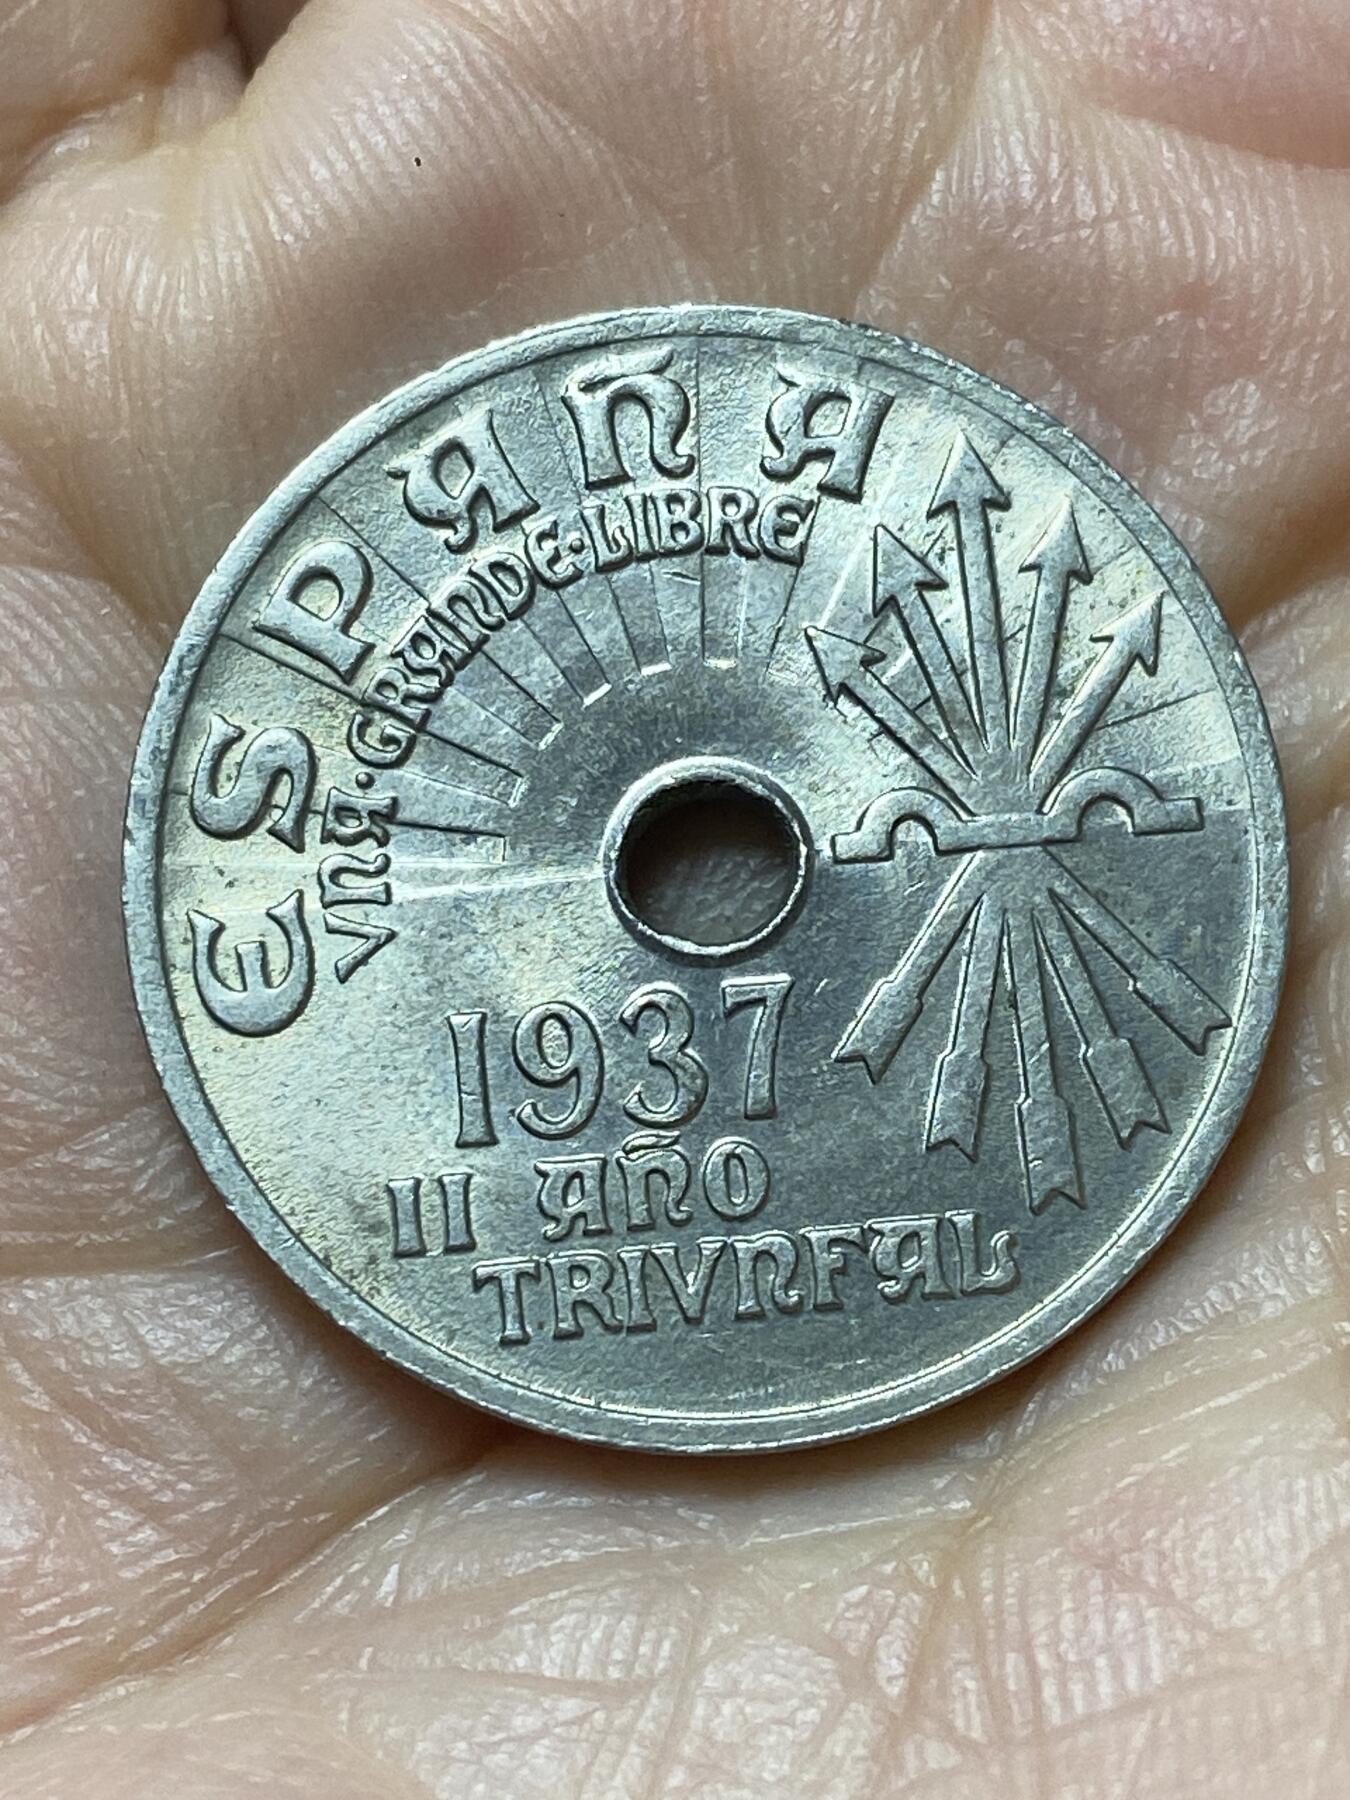 ESPAÑA
VNA·GRANDE·LIBRE
1937
II AÑO
TRIVNFAL